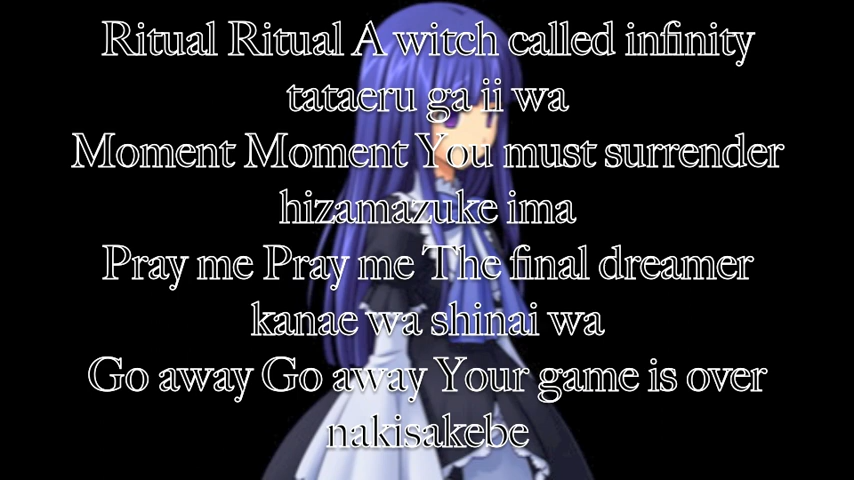 Ritual Ritual A witch called infinity
tataeru ga ii wa
Moment Moment You must surrender
hizamazuke ima
Pray me Pray me The final dreamer
kanae wa shinai wa
Go away Go away Your game is over
nakisakebe